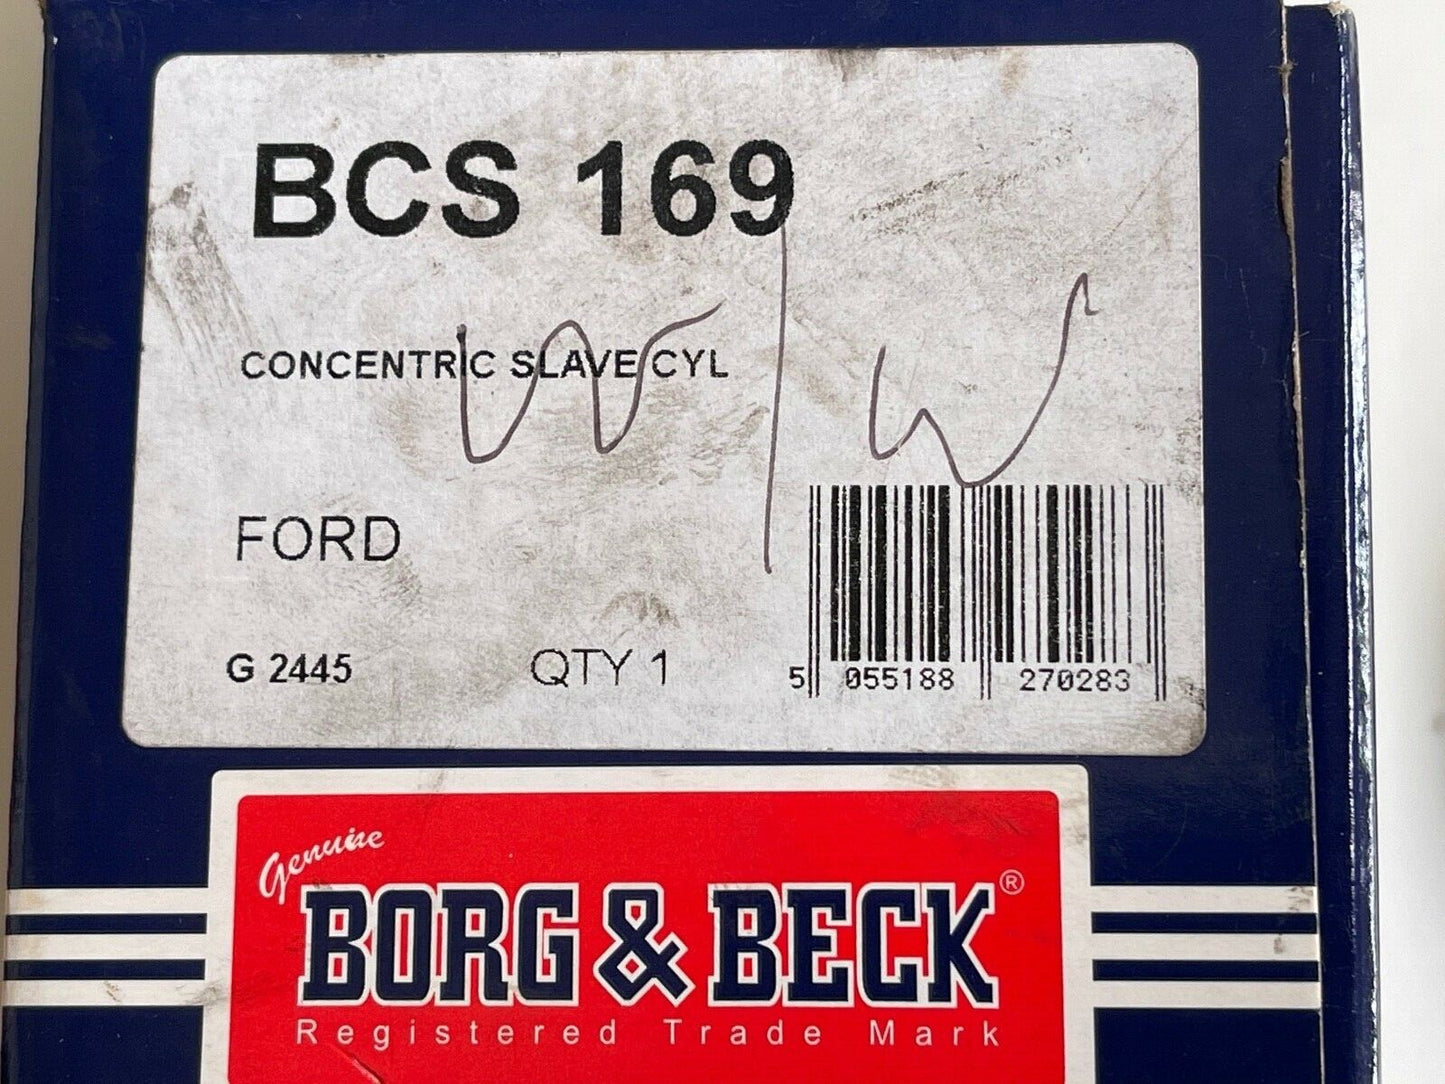 BCS 169
CONCENTRIC SLAVE CYL
FORD
G 2445 QTY 1
5 055188 270283
Genuine
BORG & BECK®
Registered Trade Mark